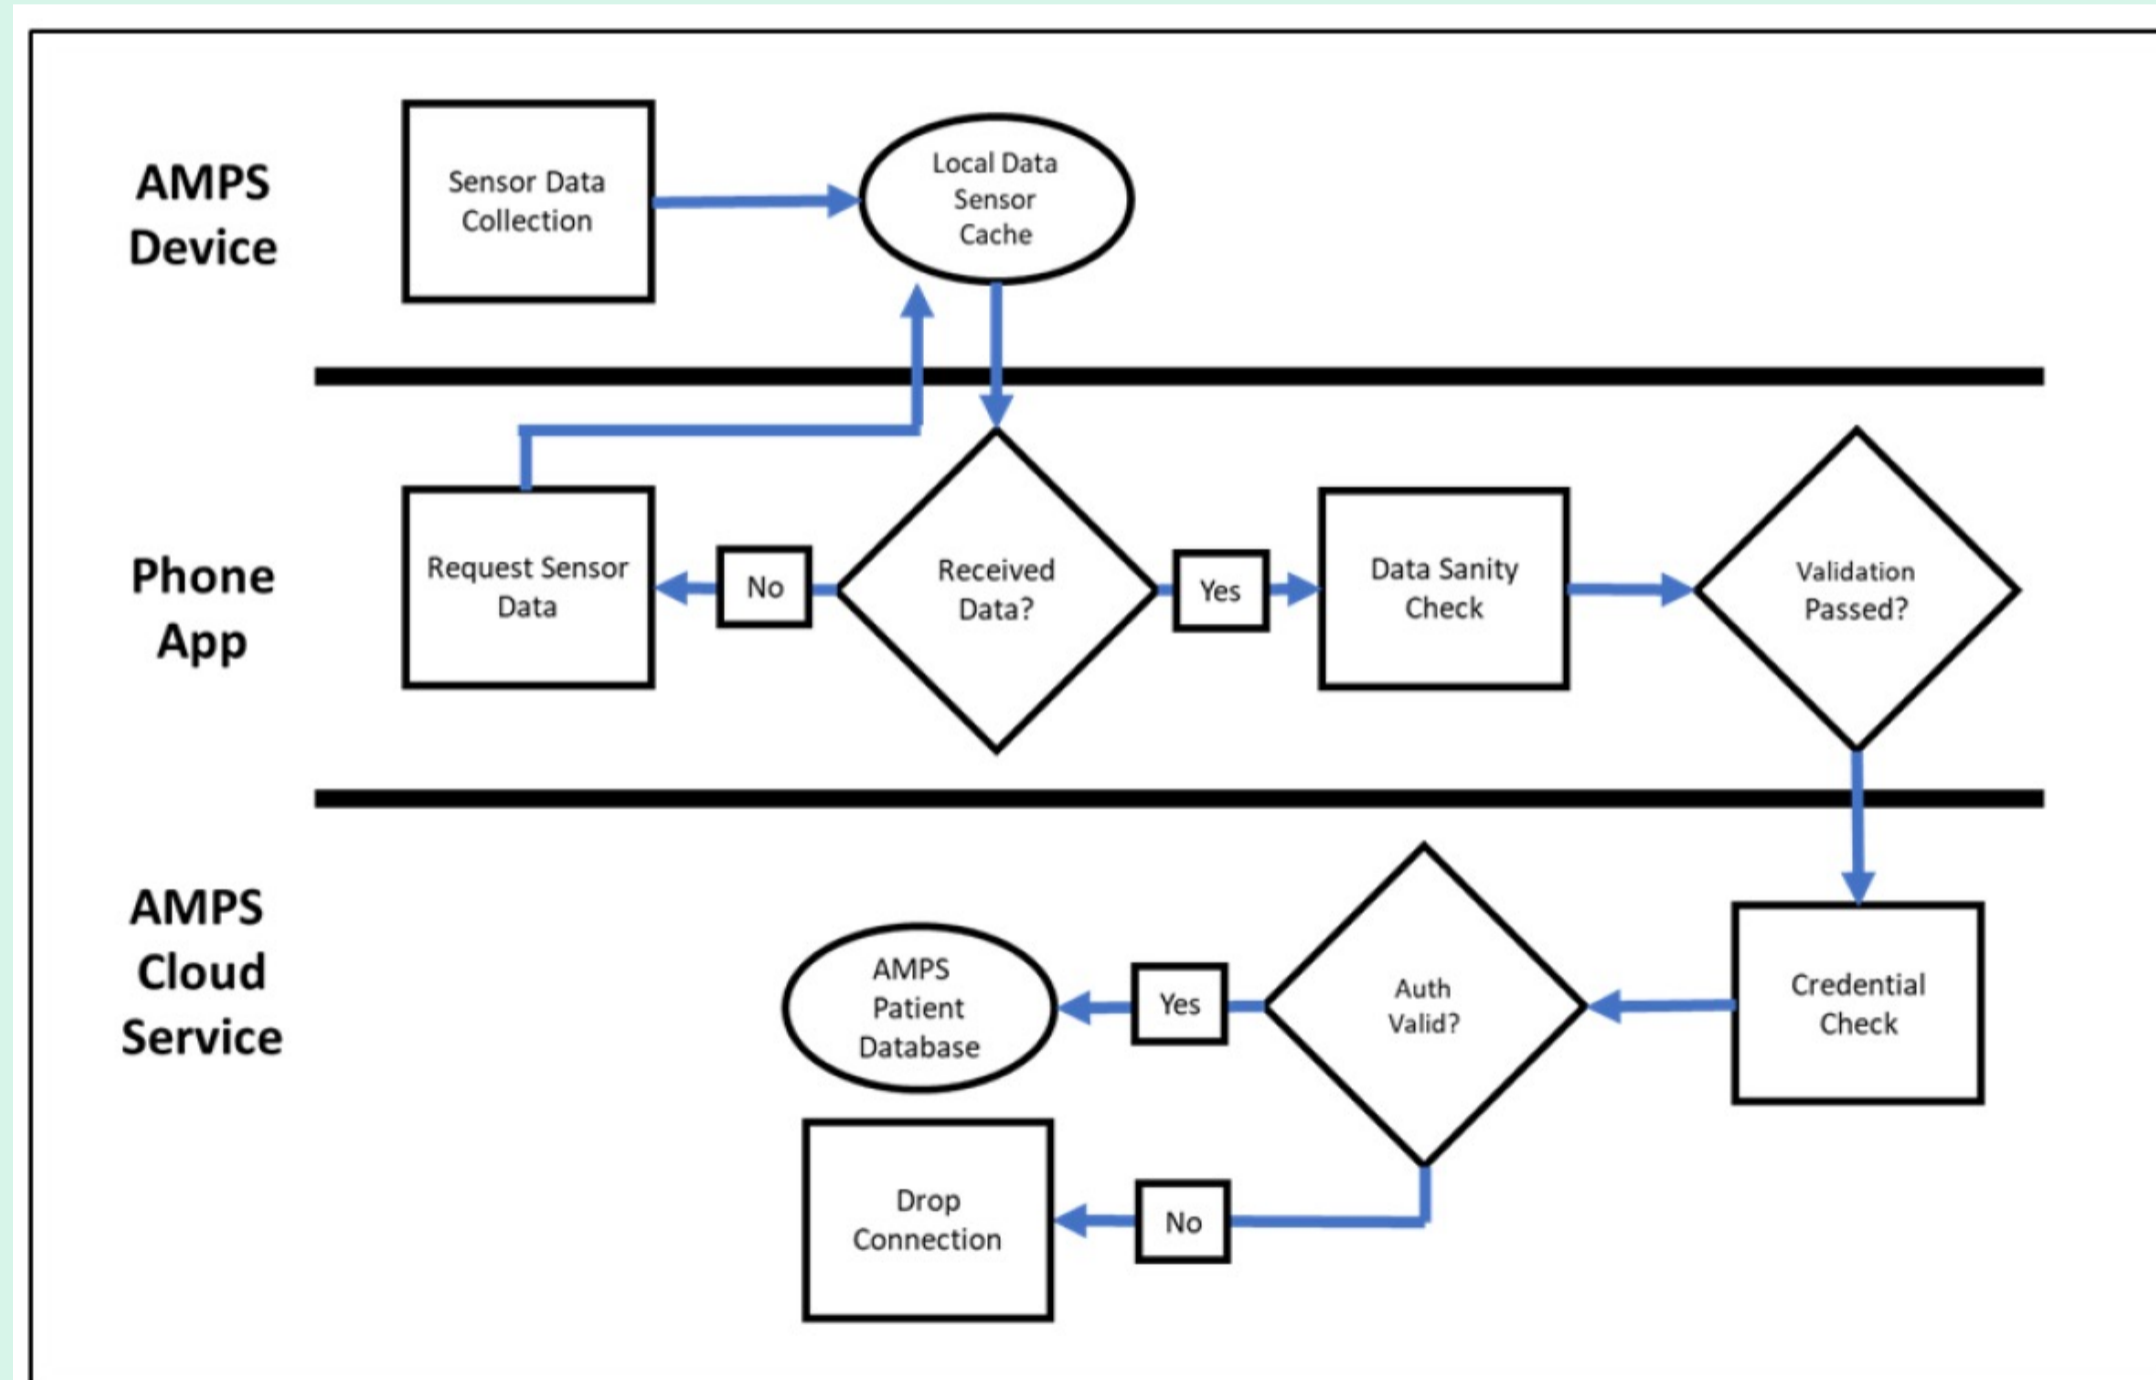 AMPS
Device
Sensor Data
Collection
Local Data
Sensor
Cache
Phone
App
Request Sensor
Data
No
Received
Data?
Yes
Data Sanity
Check
Validation
Passed?
AMPS
Cloud
Service
AMPS
Patient
Database
Yes
Auth
Valid?
Credential
Check
Drop
Connection
No